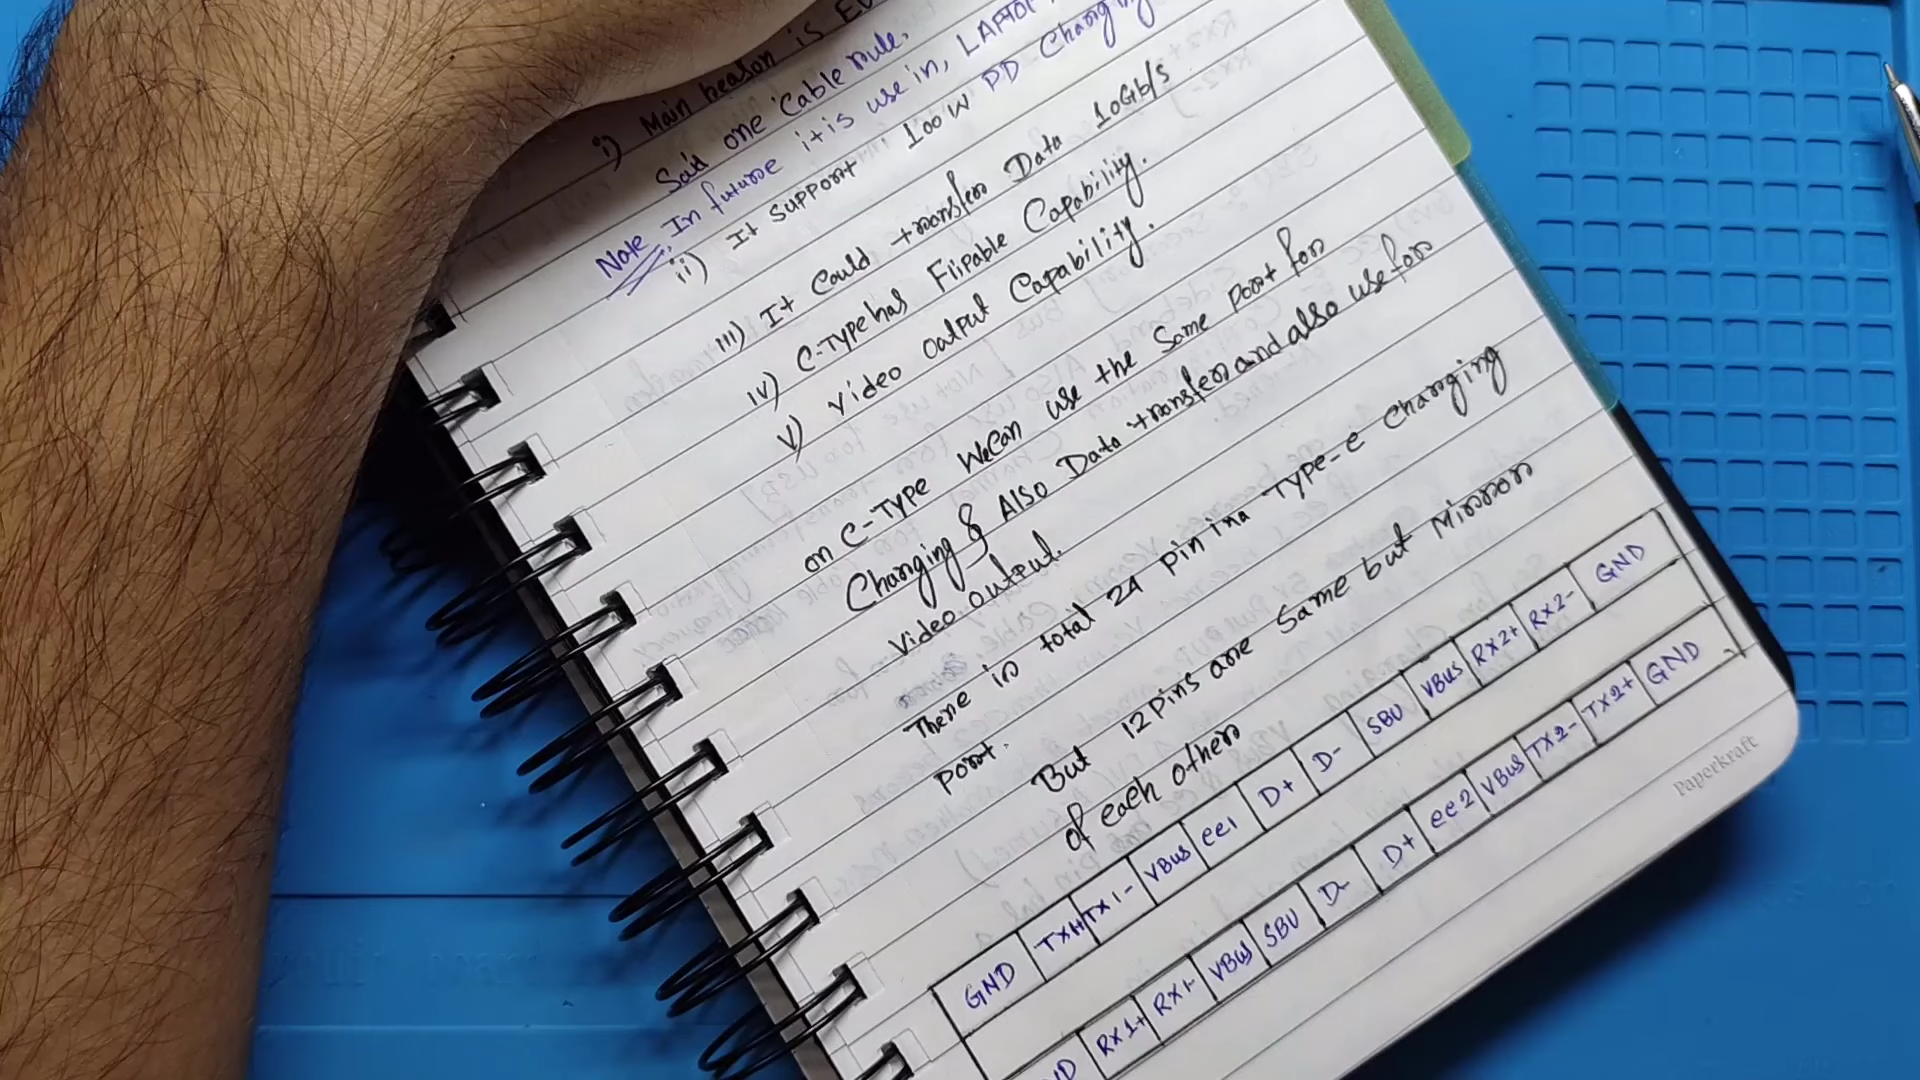 i) Main reason is
Said one Cable rule.
Note In future it is use in, LAPTOP
ii) It support 100W PD Charging
iii) It Could transfer Data 10Gb/s
iv) C-Type has Flipable Capability.
v) Video output Capability.
on C-Type We Can use the Same port for
Charging & Also Data transfer and also use for
Video output.
There is total 24 pin in a Type-C Charging
port.
But 12 Pins are Same but Mirror
of each other
GND TX1+ TX1- VBUS CC1 D+ D- SBU VBUS RX2+ RX2- GND
RX1+ RX1- VBUS SBU D- D+ CC2 VBUS TX2- TX2+ GND
Paperkraft